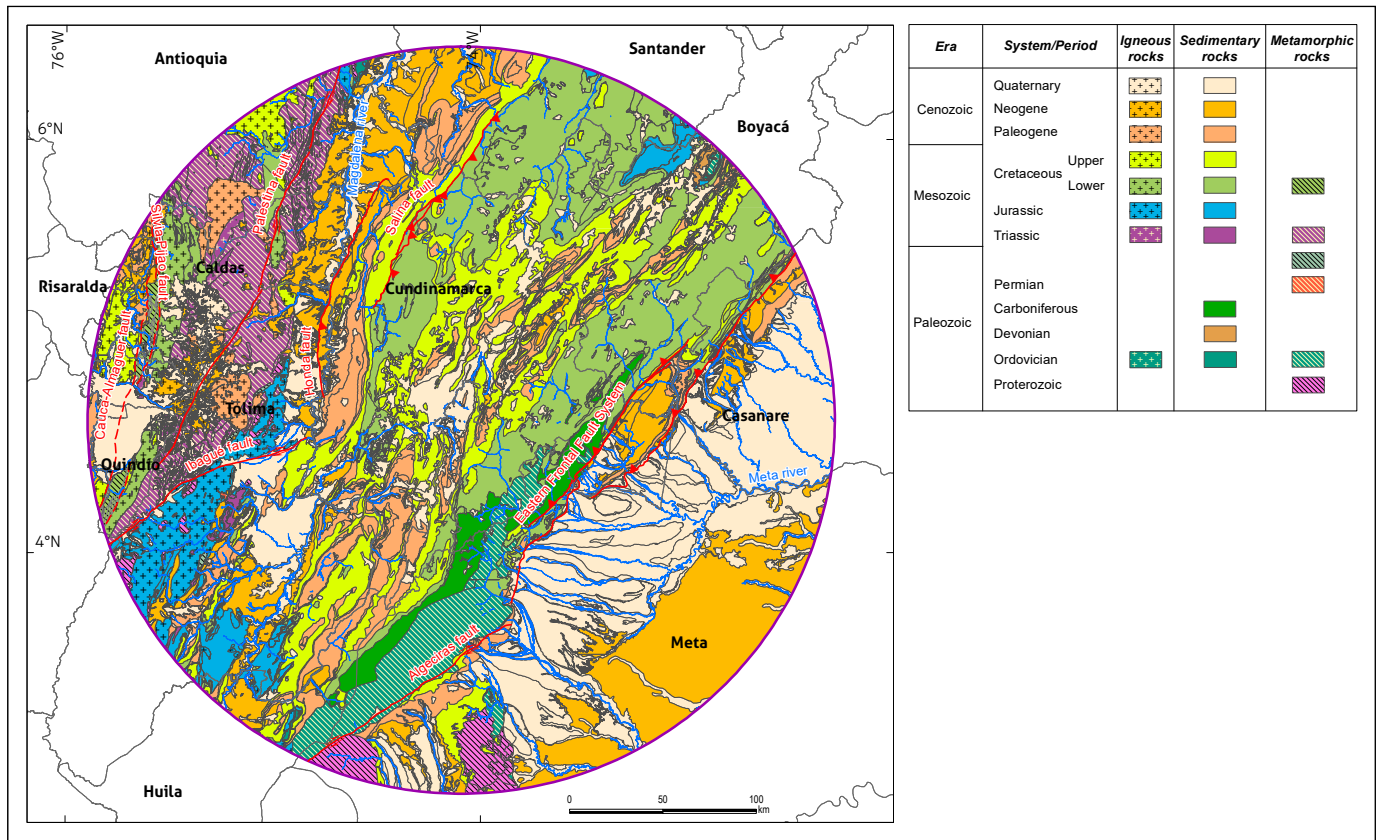 76°W
74°W
6°N
4°N
Antioquia
Santander
Boyacá
Risaralda
Caldas
Cundinamarca
Tolima
Quindío
Casanare
Meta
Huila
Magdalena river
Meta river
Palestina fault
Silvia-Pijao fault
Salina fault
Honda fault
Cauca-Almaguer fault
Ibagué fault
Eastern Frontal Fault System
Algeciras fault
0 50 100
km
Era System/Period Igneous rocks Sedimentary rocks Metamorphic rocks
Cenozoic
Quaternary
Neogene
Paleogene
Mesozoic
Cretaceous Upper
Lower
Jurassic
Triassic
Paleozoic
Permian
Carboniferous
Devonian
Ordovician
Proterozoic